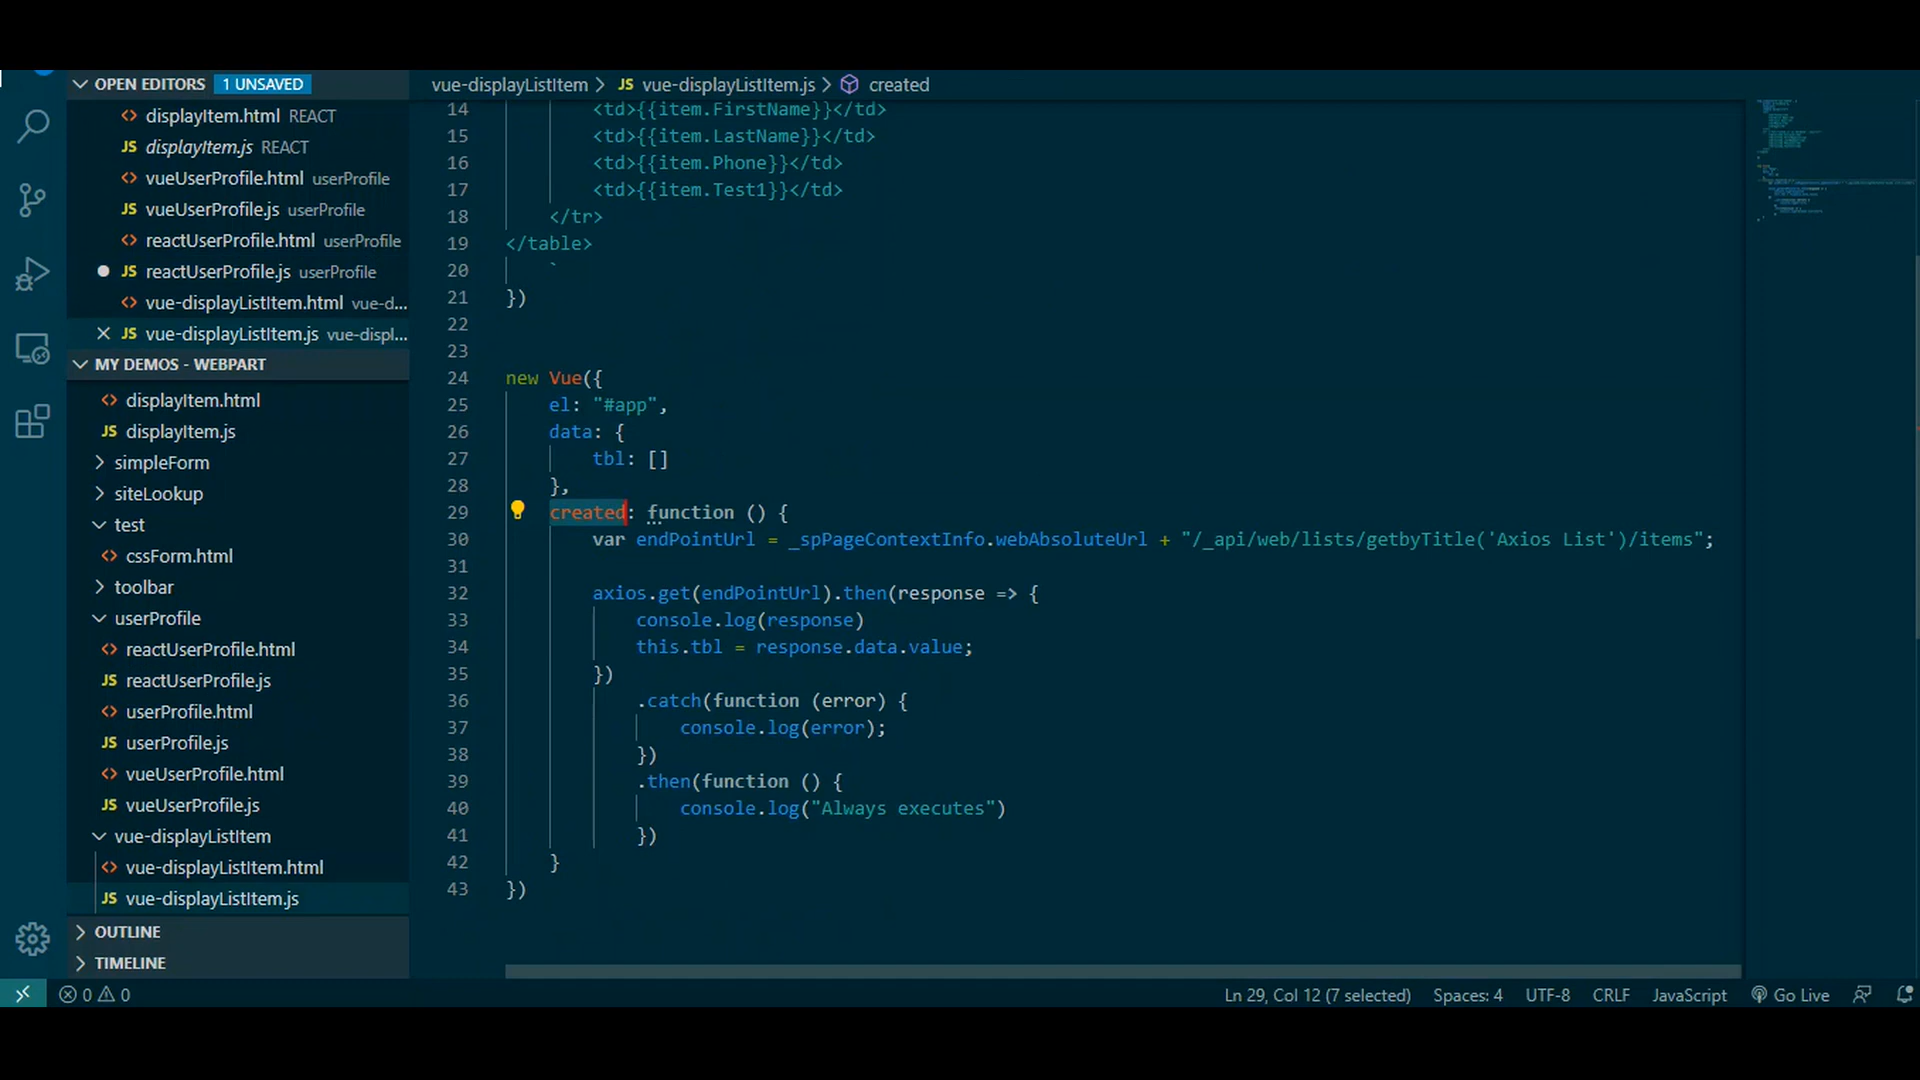 OPEN EDITORS 1 UNSAVED
displayItem.html REACT
displayItem.js REACT
vueUserProfile.html userProfile
vueUserProfile.js userProfile
reactUserProfile.html userProfile
reactUserProfile.js userProfile
vue-displayListItem.html vue-d...
vue-displayListItem.js vue-displ...
MY DEMOS - WEBPART
displayItem.html
displayItem.js
simpleForm
siteLookup
test
cssForm.html
toolbar
userProfile
reactUserProfile.html
reactUserProfile.js
userProfile.html
userProfile.js
vueUserProfile.html
vueUserProfile.js
vue-displayListItem
vue-displayListItem.html
vue-displayListItem.js
OUTLINE
TIMELINE
vue-displayListItem > JS vue-displayListItem.js > created
14 <td>{{item.FirstName}}</td>
15 <td>{{item.LastName}}</td>
16 <td>{{item.Phone}}</td>
17 <td>{{item.Test1}}</td>
18 </tr>
19 </table>
20 `
21 })
22
23
24 new Vue({
25 el: "#app",
26 data: {
27 tbl: []
28 },
29 created: function () {
30 var endPointUrl = _spPageContextInfo.webAbsoluteUrl + "/_api/web/lists/getbyTitle('Axios List')/items";
31
32 axios.get(endPointUrl).then(response => {
33 console.log(response)
34 this.tbl = response.data.value;
35 })
36 .catch(function (error) {
37 console.log(error);
38 })
39 .then(function () {
40 console.log("Always executes")
41 })
42 }
43 })
0 0
Ln 29, Col 12 (7 selected) Spaces: 4 UTF-8 CRLF JavaScript Go Live